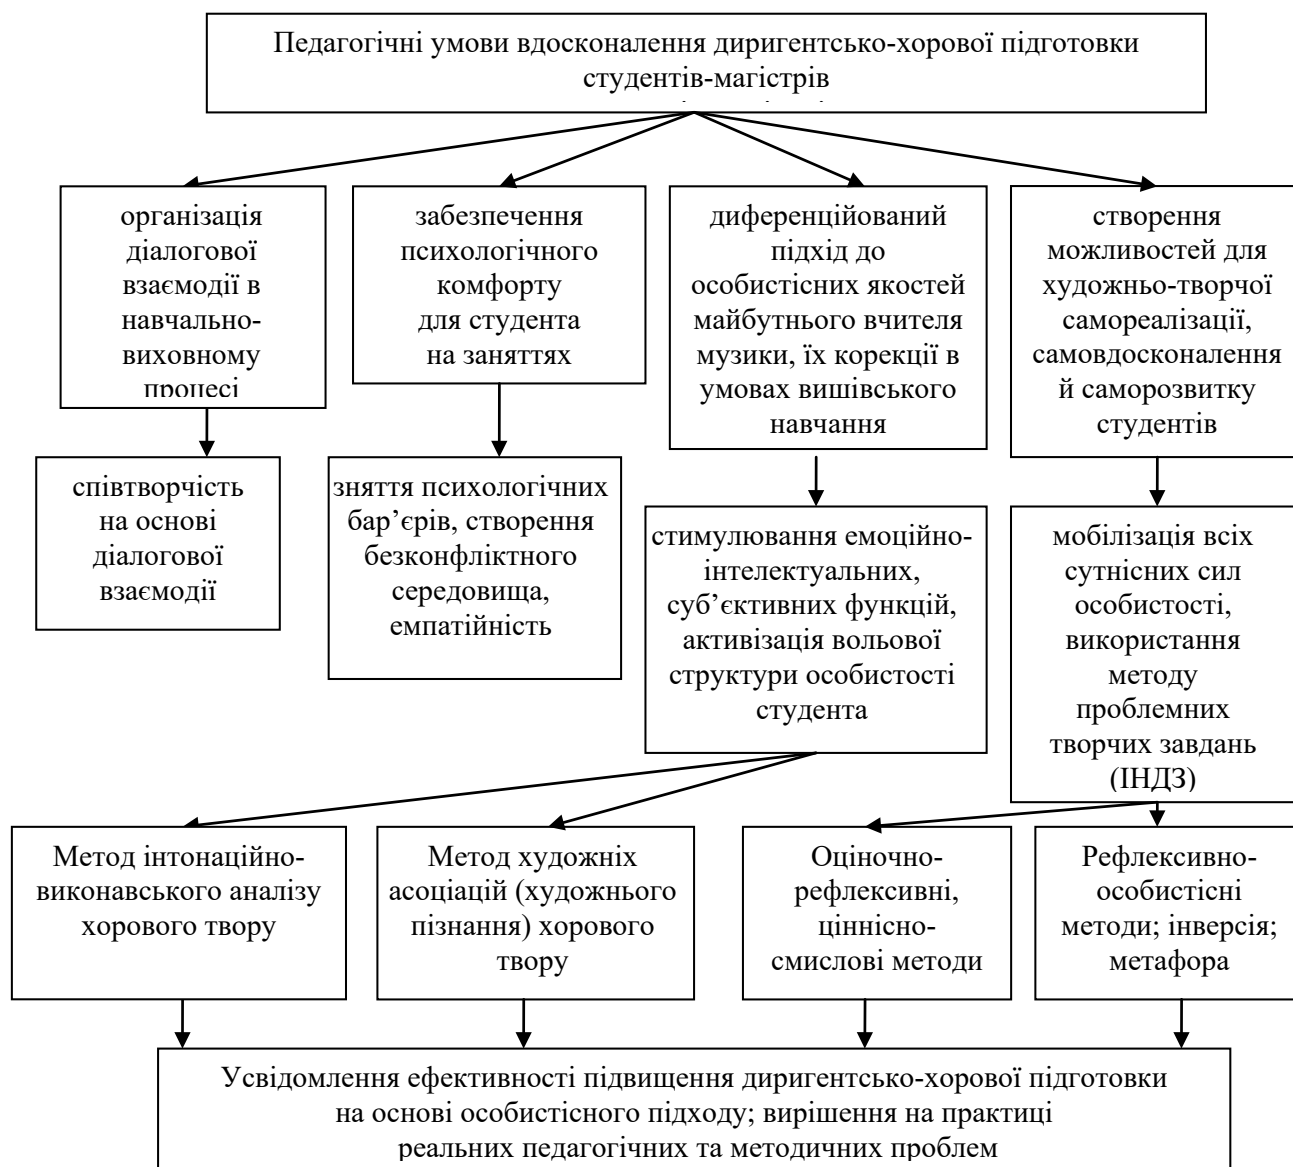 Педагогічні умови вдосконалення диригентсько-хорової підготовки
студентів-магістрів
організація
діалогової
взаємодії в
навчально-
виховному
процесі
забезпечення
психологічного
комфорту
для студента
на заняттях
диференційований
підхід до
особистісних якостей
майбутнього вчителя
музики, їх корекції в
умовах вишівського
навчання
створення
можливостей для
художньо-творчої
самореалізації,
самовдосконалення
й саморозвитку
студентів
співтворчість
на основі
діалогової
взаємодії
зняття психологічних
бар’єрів, створення
безконфліктного
середовища,
емпатійність
стимулювання емоційно-
інтелектуальних,
суб’єктивних функцій,
активізація вольової
структури особистості
студента
мобілізація всіх
сутнісних сил
особистості,
використання
методу
проблемних
творчих завдань
(ІНДЗ)
Метод інтонаційно-
виконавського аналізу
хорового твору
Метод художніх
асоціацій (художнього
пізнання) хорового
твору
Оціночно-
рефлексивні,
ціннісно-
смислові методи
Рефлексивно-
особистісні
методи; інверсія;
метафора
Усвідомлення ефективності підвищення диригентсько-хорової підготовки
на основі особистісного підходу; вирішення на практиці
реальних педагогічних та методичних проблем